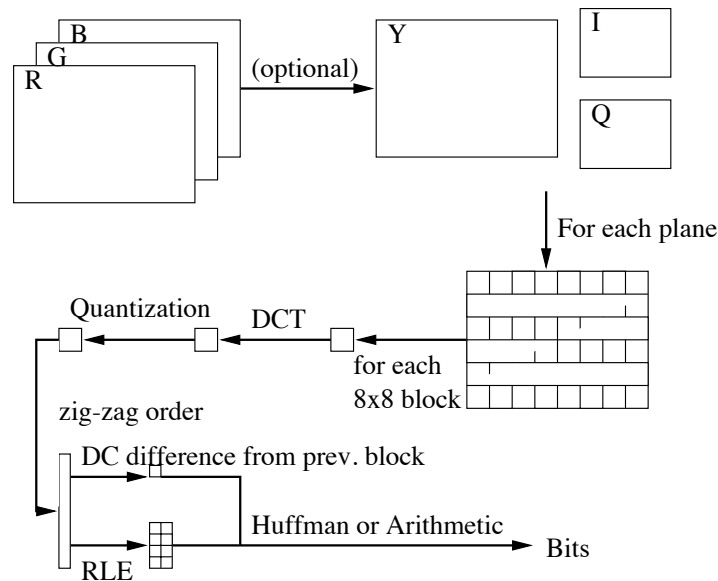 B
G
R
(optional)
Y
I
Q
For each plane
Quantization
DCT
for each
8x8 block
zig-zag order
DC difference from prev. block
Huffman or Arithmetic
Bits
RLE